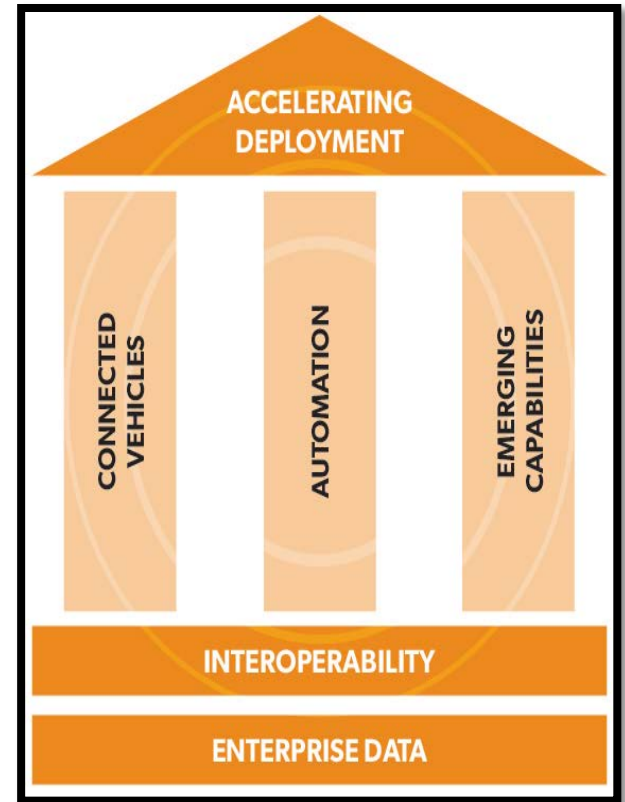 ACCELERATING
DEPLOYMENT
CONNECTED
VEHICLES
AUTOMATION
EMERGING
CAPABILITIES
INTEROPERABILITY
ENTERPRISE DATA